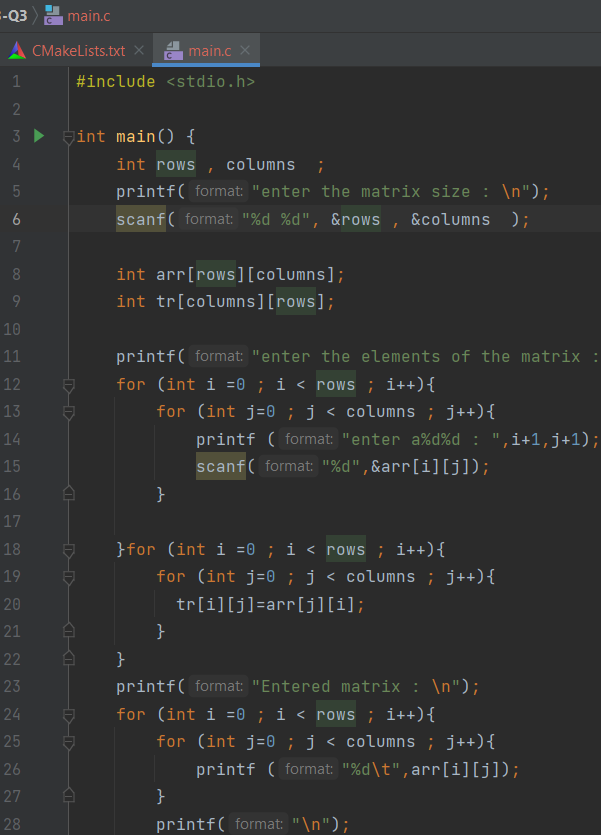 -Q3 main.c
CMakeLists.txt main.c
1 #include <stdio.h>
2
3 int main() {
4 int rows , columns ;
5 printf( format: "enter the matrix size : \n");
6 scanf( format: "%d %d", &rows , &columns );
7
8 int arr[rows][columns];
9 int tr[columns][rows];
10
11 printf( format: "enter the elements of the matrix :
12 for (int i =0 ; i < rows ; i++){
13 for (int j=0 ; j < columns ; j++){
14 printf ( format: "enter a%d%d : ",i+1,j+1);
15 scanf( format: "%d",&arr[i][j]);
16 }
17
18 }for (int i =0 ; i < rows ; i++){
19 for (int j=0 ; j < columns ; j++){
20 tr[i][j]=arr[j][i];
21 }
22 }
23 printf( format: "Entered matrix : \n");
24 for (int i =0 ; i < rows ; i++){
25 for (int j=0 ; j < columns ; j++){
26 printf ( format: "%d\t",arr[i][j]);
27 }
28 printf( format: "\n");